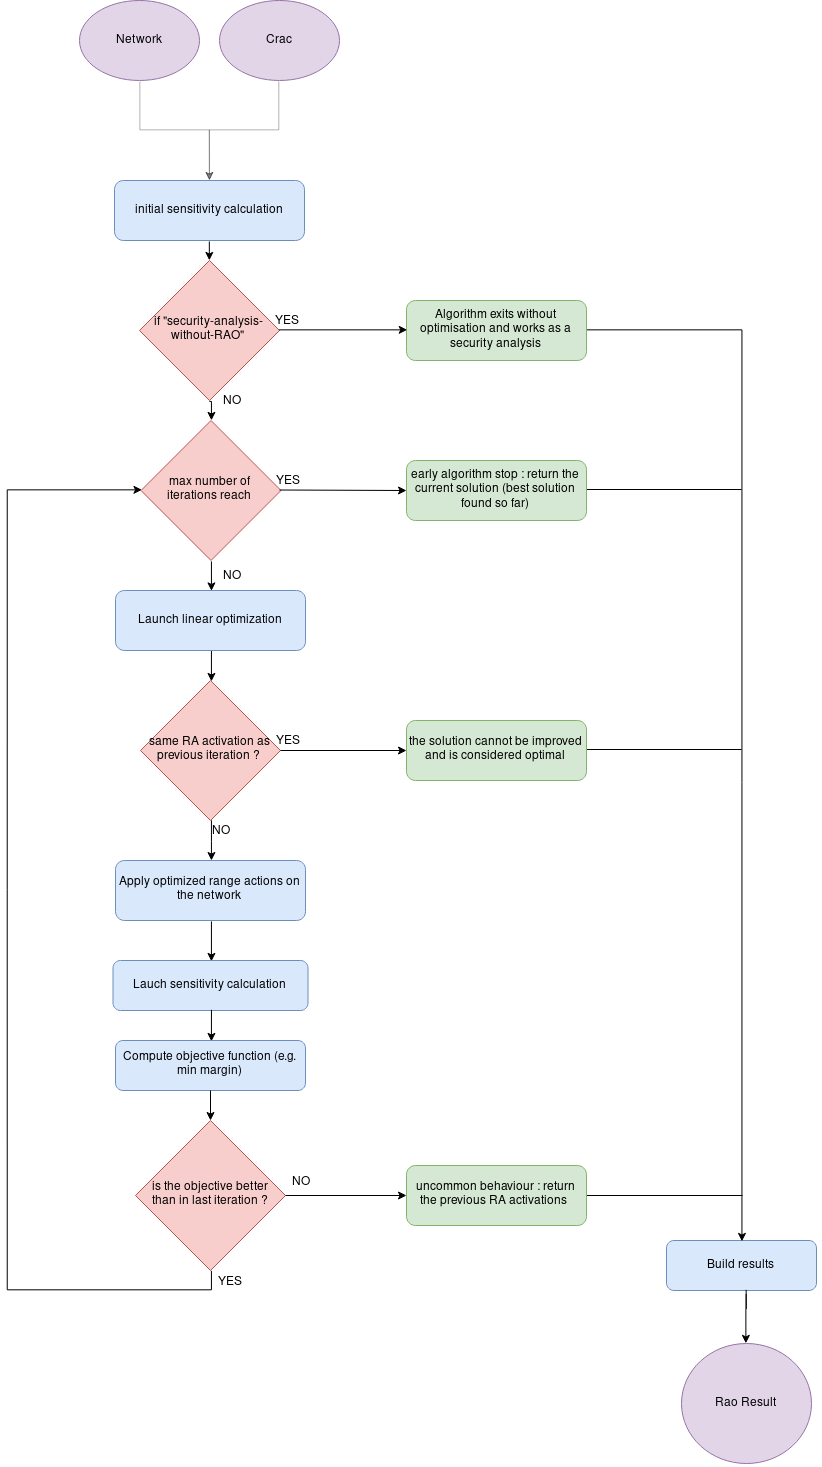 Network
Crac
initial sensitivity calculation
if "security-analysis-
without-RAO"
YES
Algorithm exits without
optimisation and works as a
security analysis
NO
max number of
iterations reach
YES
early algorithm stop : return the
current solution (best solution
found so far)
NO
Launch linear optimization
same RA activation as
previous iteration ?
YES
the solution cannot be improved
and is considered optimal
NO
Apply optimized range actions on
the network
Lauch sensitivity calculation
Compute objective function (e.g.
min margin)
is the objective better
than in last iteration ?
NO
uncommon behaviour : return
the previous RA activations
YES
Build results
Rao Result